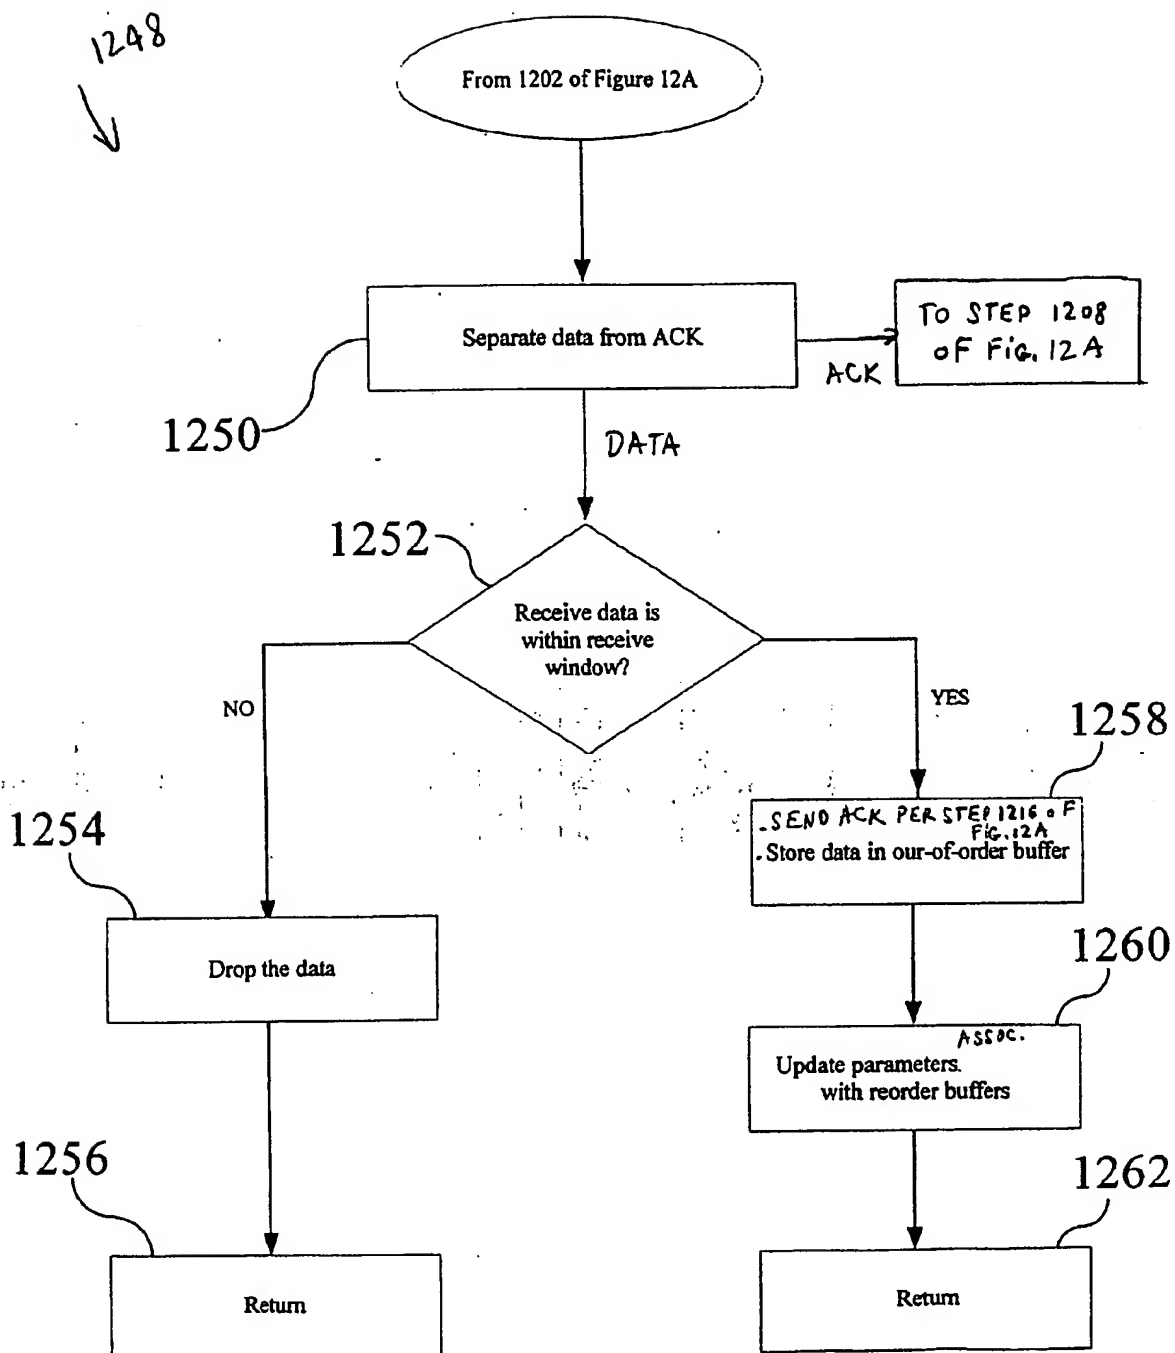 1248
From 1202 of Figure 12A
Separate data from ACK
TO STEP 1208
OF FIG. 12A
ACK
1250
DATA
1252
Receive data is
within receive
window?
NO
YES
1258
- SEND ACK PER STEP 1216 OF
FIG. 12A
. Store data in our-of-order buffer
1254
Drop the data
1260
ASSOC.
Update parameters.
with reorder buffers
1256
Return
1262
Return